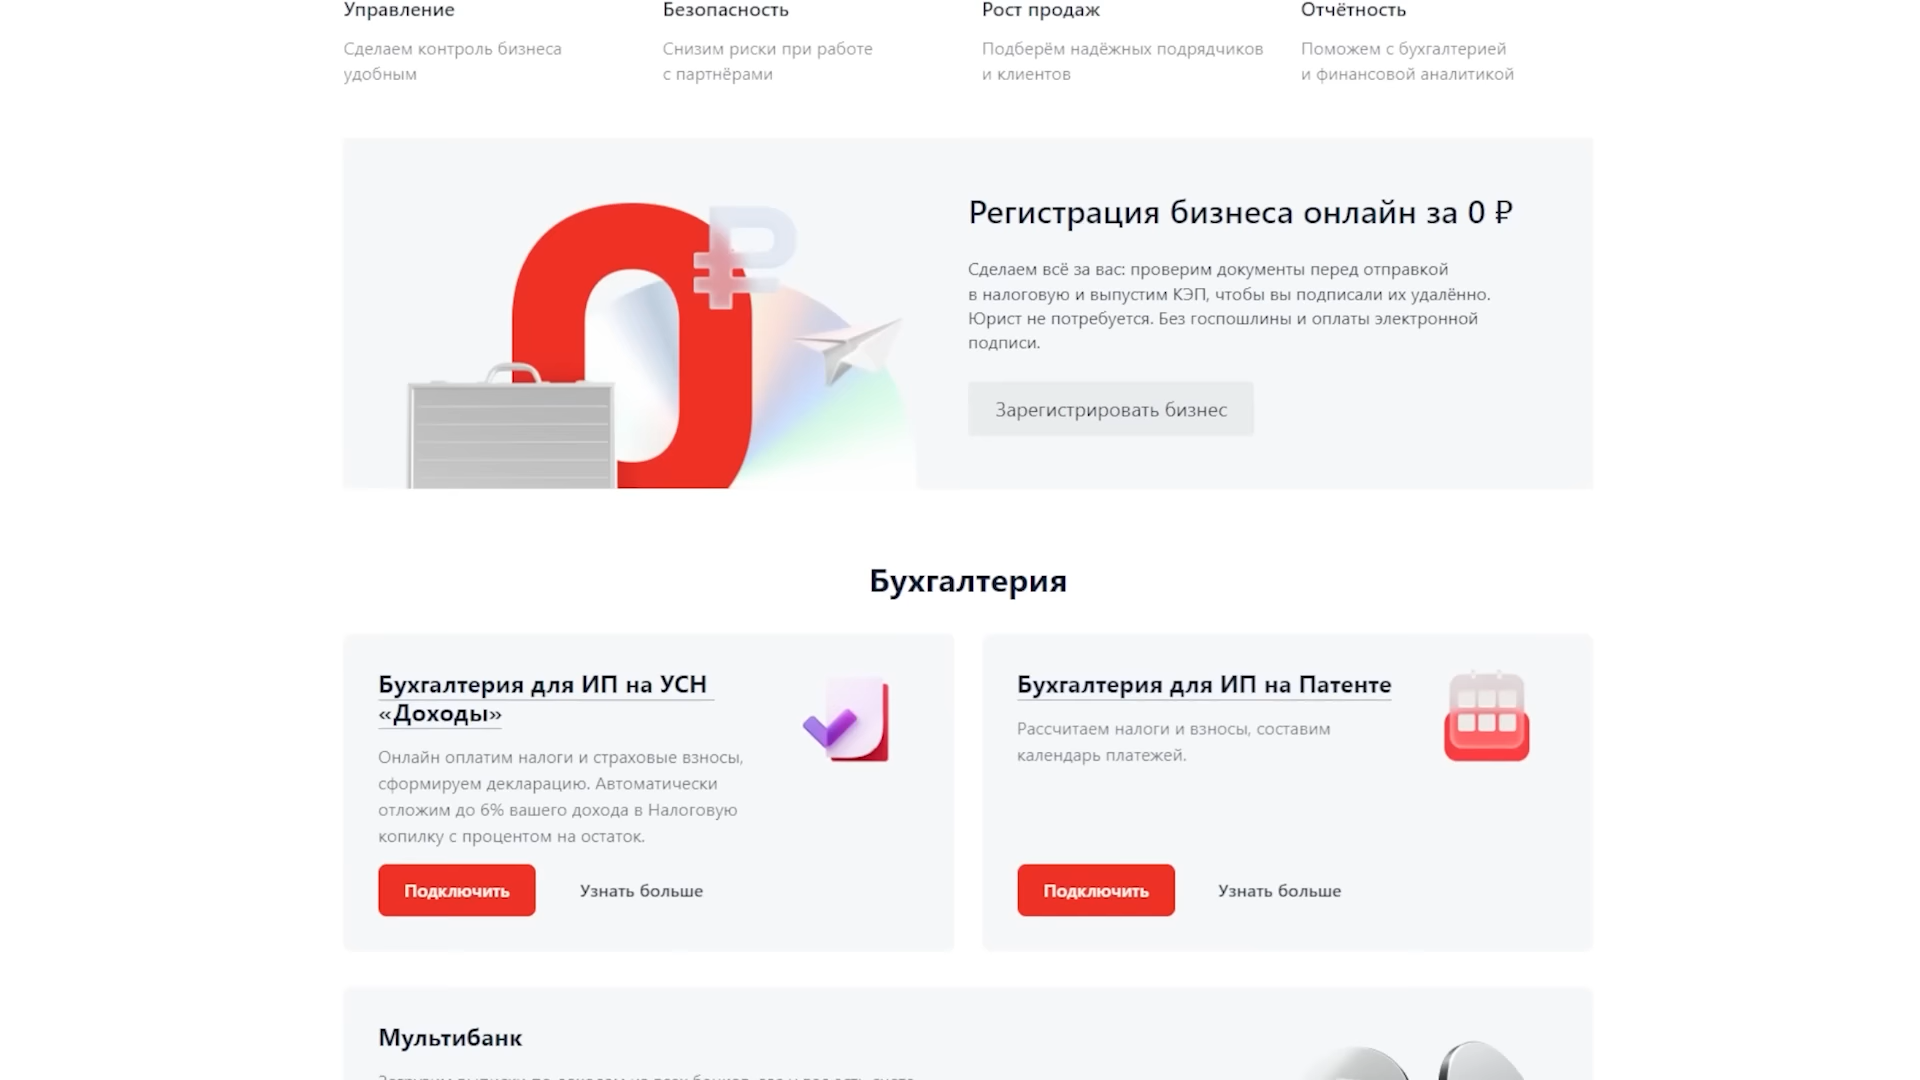 Управление
Сделаем контроль бизнеса
удобным
Безопасность
Снизим риски при работе
с партнёрами
Рост продаж
Подберём надёжных подрядчиков
и клиентов
Отчётность
Поможем с бухгалтерией
и финансовой аналитикой
Регистрация бизнеса онлайн за 0 ₽
Сделаем всё за вас: проверим документы перед отправкой
в налоговую и выпустим КЭП, чтобы вы подписали их удалённо.
Юрист не потребуется. Без госпошлины и оплаты электронной
подписи.
Зарегистрировать бизнес
Бухгалтерия
Бухгалтерия для ИП на УСН
«Доходы»
Онлайн оплатим налоги и страховые взносы,
сформируем декларацию. Автоматически
отложим до 6% вашего дохода в Налоговую
копилку с процентом на остаток.
Подключить
Узнать больше
Бухгалтерия для ИП на Патенте
Рассчитаем налоги и взносы, составим
календарь платежей.
Подключить
Узнать больше
Мультибанк